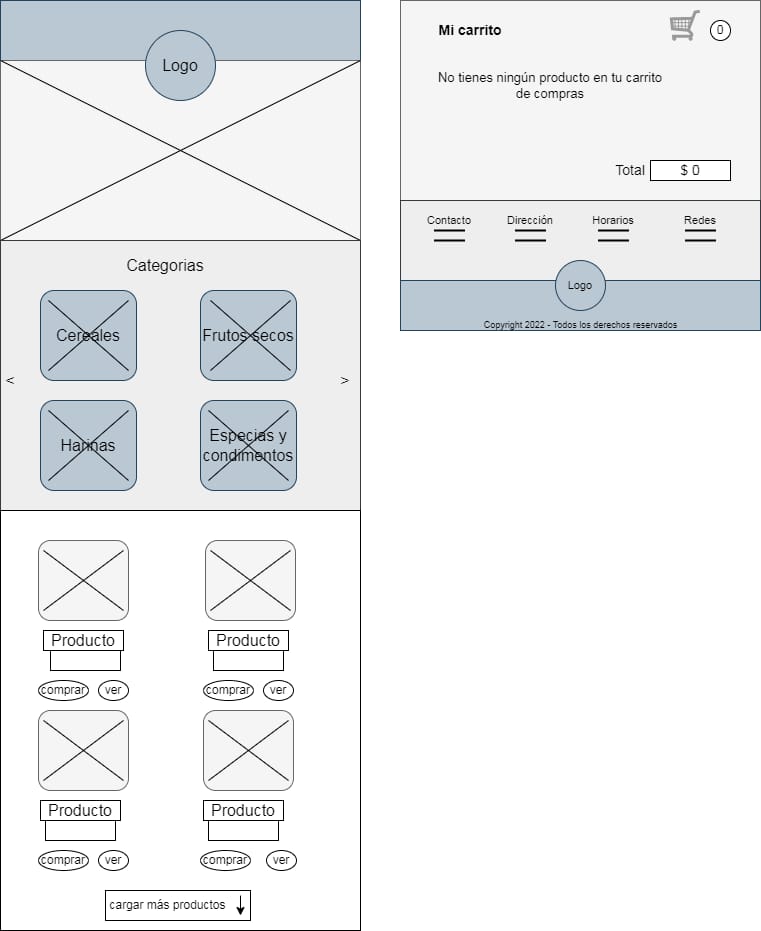 Logo
Categorias
Cereales
Frutos secos
<
>
Harinas
Especias y
condimentos
Producto
Producto
comprar
ver
comprar
ver
Producto
Producto
comprar
ver
comprar
ver
cargar más productos
Mi carrito
0
No tienes ningún producto en tu carrito
de compras
Total
$ 0
Contacto
Dirección
Horarios
Redes
Logo
Copyright 2022 - Todos los derechos reservados